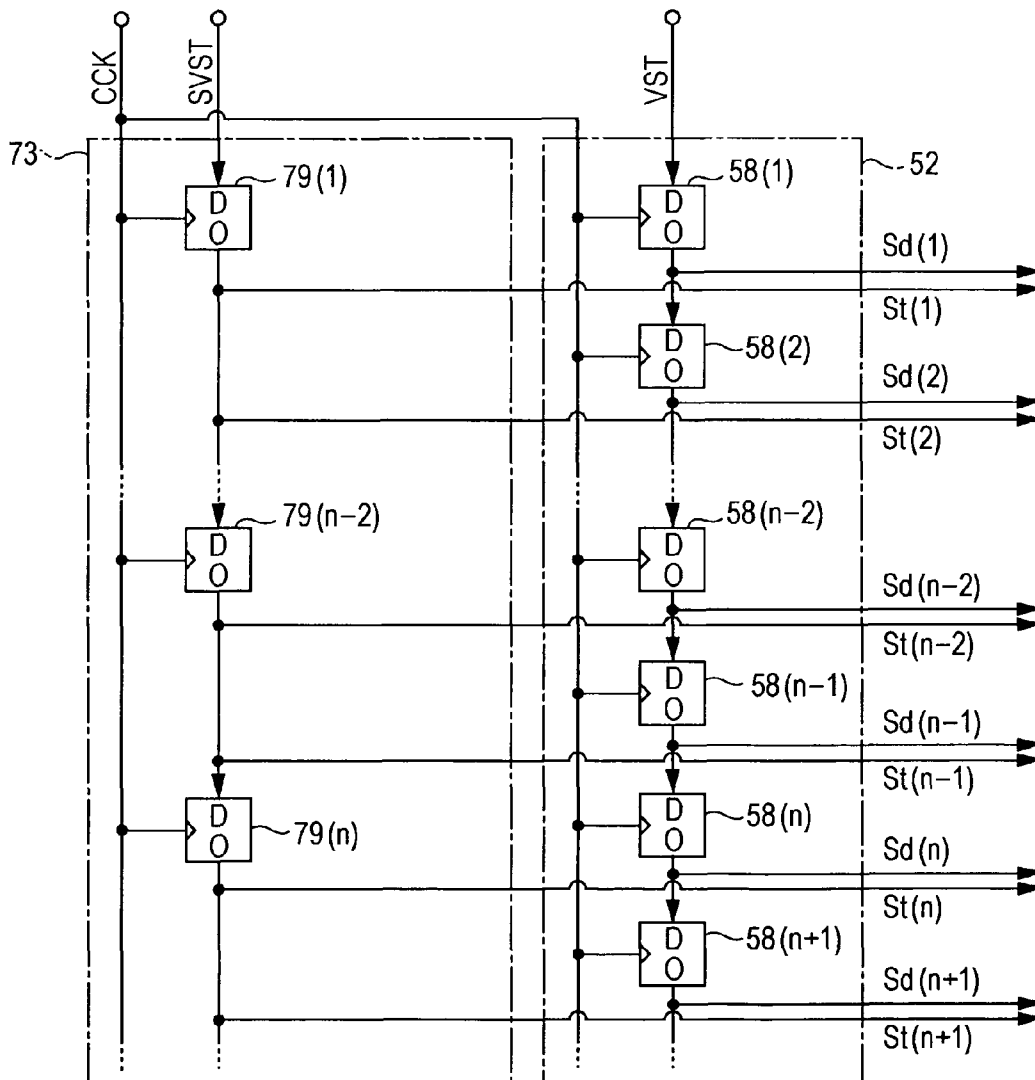 CCK
SVST
VST
73
52
79(1)
58(1)
D
O
D
O
Sd(1)
St(1)
58(2)
D
O
Sd(2)
St(2)
79(n-2)
58(n-2)
D
O
D
O
Sd(n-2)
St(n-2)
58(n-1)
D
O
Sd(n-1)
St(n-1)
79(n)
58(n)
D
O
D
O
Sd(n)
St(n)
58(n+1)
D
O
Sd(n+1)
St(n+1)